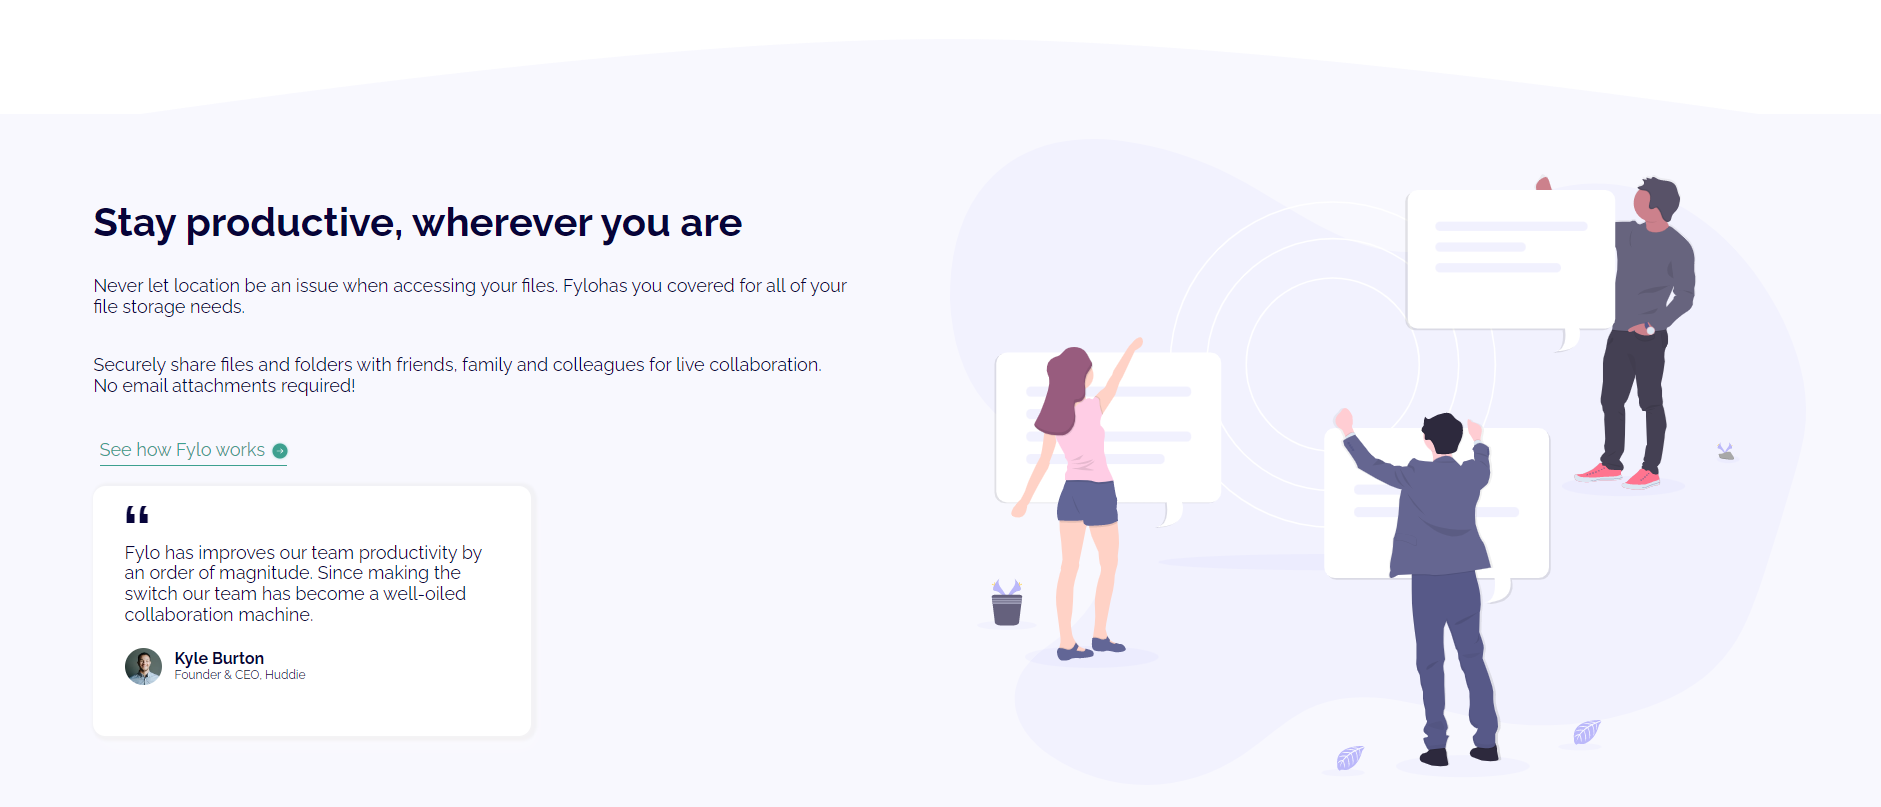 Stay productive, wherever you are
Never let location be an issue when accessing your files. Fylohas you covered for all of your
file storage needs.
Securely share files and folders with friends, family and colleagues for live collaboration.
No email attachments required!
See how Fylo works
“
Fylo has improves our team productivity by
an order of magnitude. Since making the
switch our team has become a well-oiled
collaboration machine.
Kyle Burton
Founder & CEO, Huddie